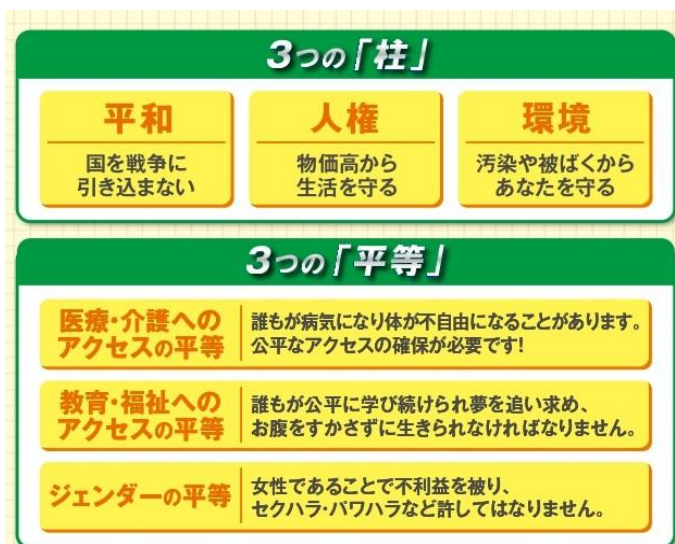 3つの「柱」
平和
国を戦争に
引き込まない
人権
物価高から
生活を守る
環境
汚染や被ばくから
あなたを守る
3つの「平等」
医療・介護への
アクセスの平等
誰もが病気になり体が不自由になることがあります。
公平なアクセスの確保が必要です!
教育・福祉への
アクセスの平等
誰もが公平に学び続けられ夢を追い求め、
お腹をすかさずに生きられなければなりません。
ジェンダーの平等
女性であることで不利益を被り、
セクハラ・パワハラなど許してはなりません。